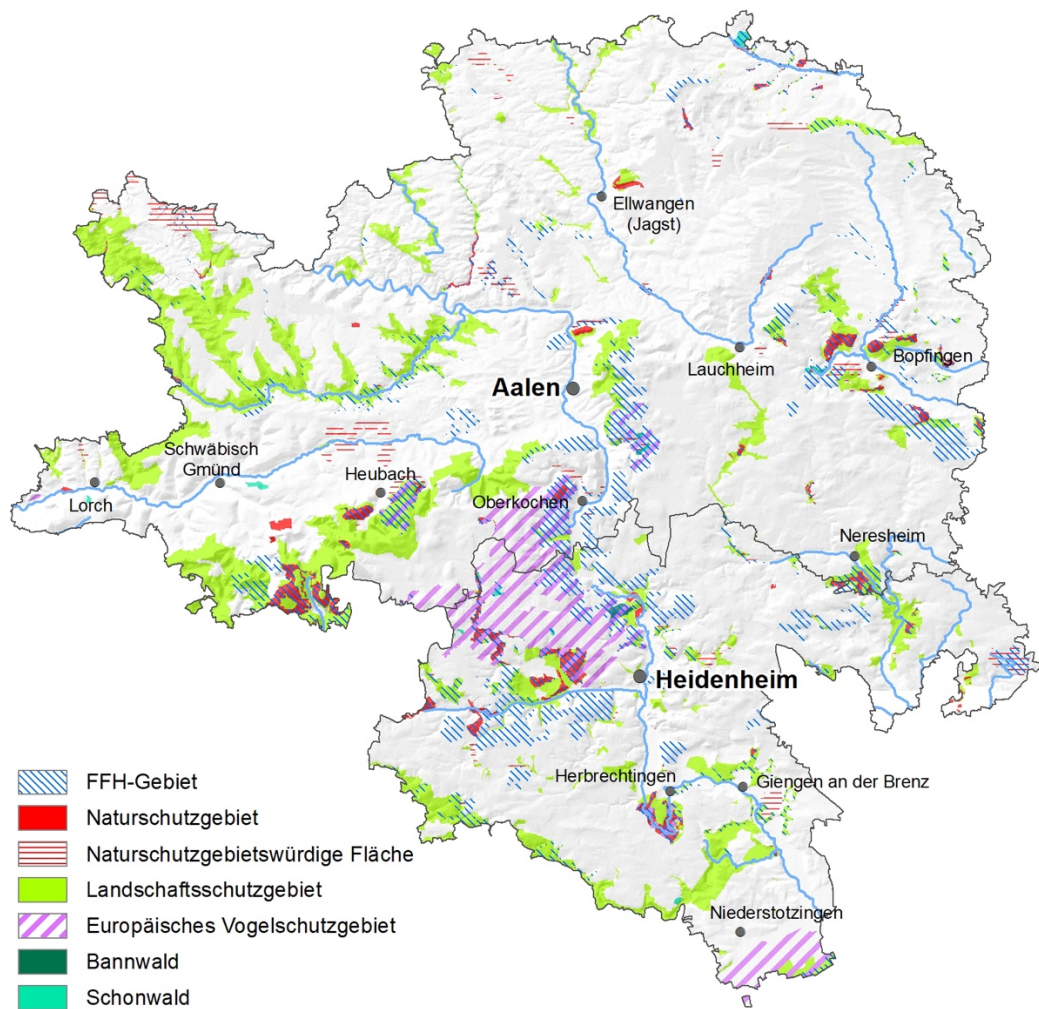 Ellwangen
(Jagst)
Lauchheim
Bopfingen
Aalen
Schwäbisch
Gmünd
Heubach
Lorch
Oberkochen
Neresheim
Heidenheim
Herbrechtingen
Giengen an der Brenz
Niederstotzingen
FFH-Gebiet
Naturschutzgebiet
Naturschutzgebietswürdige Fläche
Landschaftsschutzgebiet
Europäisches Vogelschutzgebiet
Bannwald
Schonwald